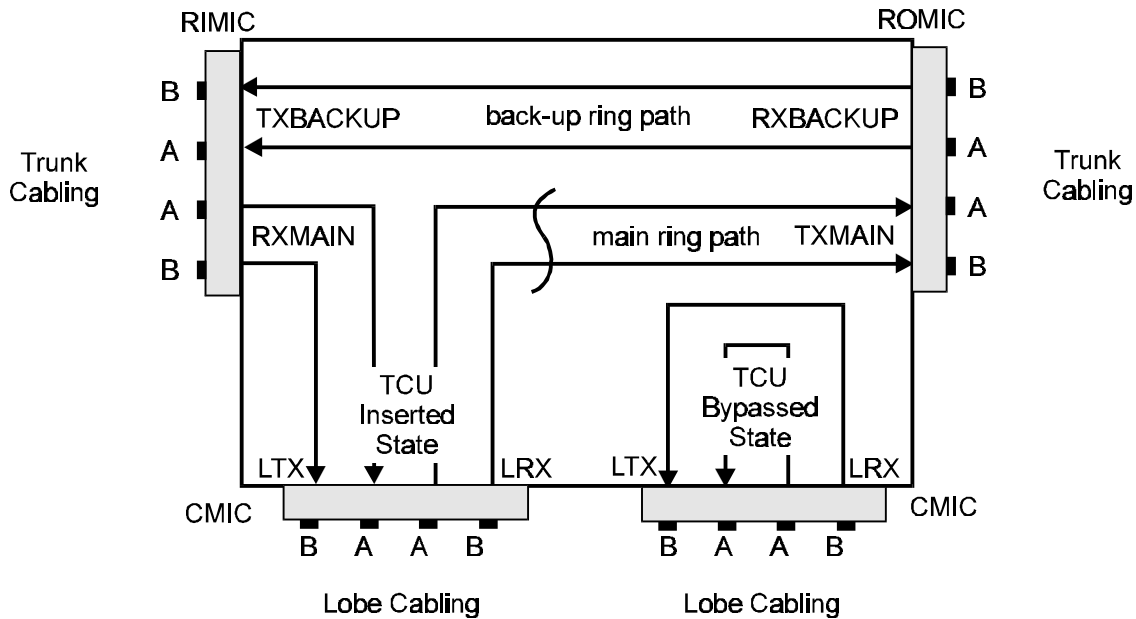 RIMIC
ROMIC
B
B
TXBACKUP
back-up ring path
RXBACKUP
A
A
Trunk
Cabling
Trunk
Cabling
A
A
RXMAIN
main ring path
TXMAIN
B
B
TCU
Inserted
State
TCU
Bypassed
State
LTX
LRX
LTX
LRX
CMIC
CMIC
B A A B
B A A B
Lobe Cabling
Lobe Cabling